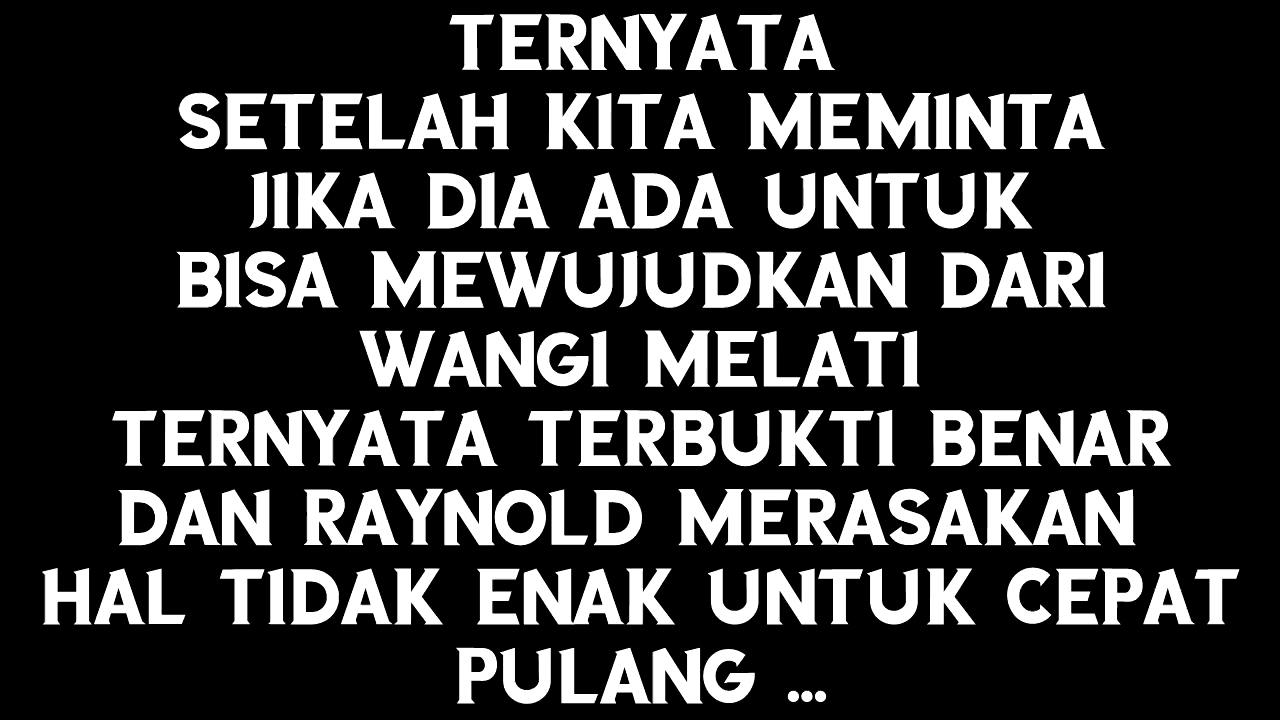 TERNYATA
SETELAH KITA MEMINTA
JIKA DIA ADA UNTUK
BISA MEWUJUDKAN DARI
WANGI MELATI
TERNYATA TERBUKTI BENAR
DAN RAYNOLD MERASAKAN
HAL TIDAK ENAK UNTUK CEPAT
PULANG ...